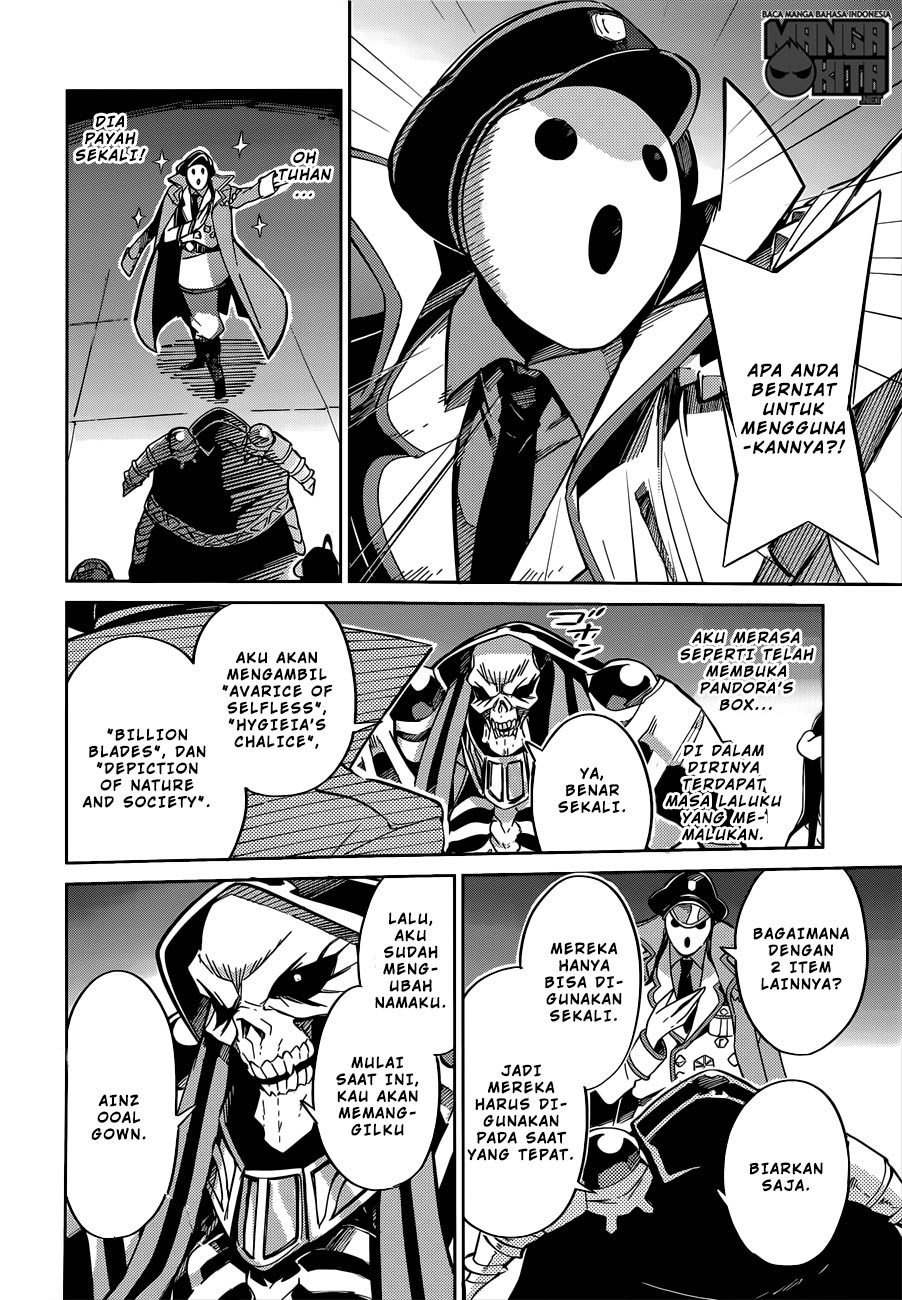 BACA MANGA BAHASA INDONESIA
MANGA
KITA
.NET
APA ANDA
BERNIAT
UNTUK
MENGGUNA
-KANNYA?!
OH
TUHAN
...
DIA
PAYAH
SEKALI!
AKU MERASA
SEPERTI TELAH
MEMBUKA
PANDORA'S
BOX...
DI DALAM
DIRINYA
TERDAPAT
MASA LALUKU
YANG ME-
MALUKAN.
ゴホン
YA,
BENAR
SEKALI.
AKU AKAN
MENGAMBIL
"AVARICE OF
SELFLESS",
"HYGIEIA'S
CHALICE",
"BILLION
BLADES", DAN
"DEPICTION
OF NATURE
AND SOCIETY".
BAGAIMANA
DENGAN
2 ITEM
LAINNYA?
BIARKAN
SAJA.
MEREKA
HANYA
BISA DI-
GUNAKAN
SEKALI.
JADI
MEREKA
HARUS DI-
GUNAKAN
PADA SAAT
YANG TEPAT.
LALU,
AKU
SUDAH
MENG-
UBAH
NAMAKU.
MULAI
SAAT INI,
KAU AKAN
MEMANG-
GILKU
AINZ
OOAL
GOWN.